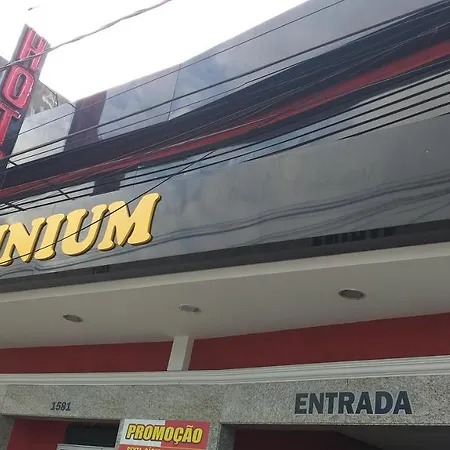 HOT
NIUM
1581
ENTRADA
PROMOÇÃO